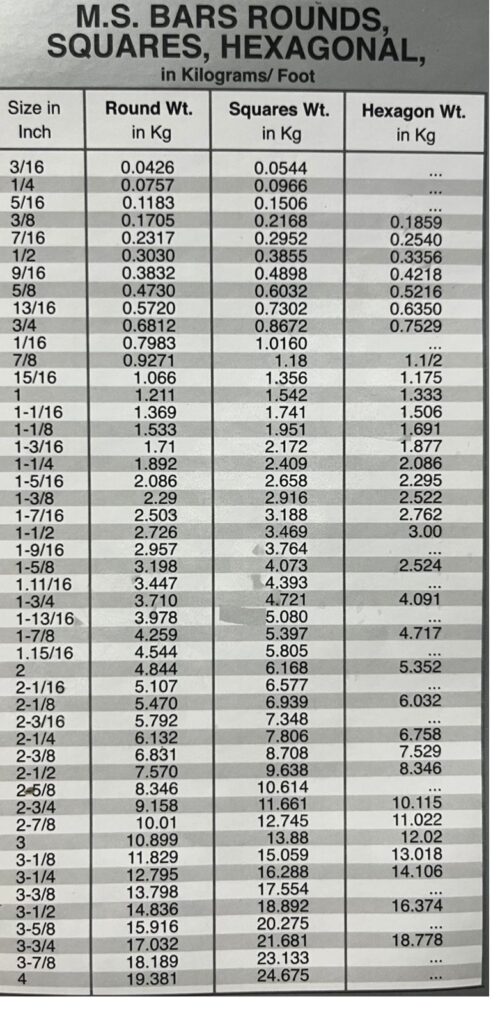 M.S. BARS ROUNDS,
SQUARES, HEXAGONAL,
in Kilograms/ Foot
Size in Inch Round Wt. in Kg Squares Wt. in Kg Hexagon Wt. in Kg
3/16 0.0426 0.0544 ...
1/4 0.0757 0.0966 ...
5/16 0.1183 0.1506 ...
3/8 0.1705 0.2168 0.1859
7/16 0.2317 0.2952 0.2540
1/2 0.3030 0.3855 0.3356
9/16 0.3832 0.4898 0.4218
5/8 0.4730 0.6032 0.5216
13/16 0.5720 0.7302 0.6350
3/4 0.6812 0.8672 0.7529
1/16 0.7983 1.0160 ...
7/8 0.9271 1.18 1.1/2
15/16 1.066 1.356 1.175
1 1.211 1.542 1.333
1-1/16 1.369 1.741 1.506
1-1/8 1.533 1.951 1.691
1-3/16 1.71 2.172 1.877
1-1/4 1.892 2.409 2.086
1-5/16 2.086 2.658 2.295
1-3/8 2.29 2.916 2.522
1-7/16 2.503 3.188 2.762
1-1/2 2.726 3.469 3.00
1-9/16 2.957 3.764 ...
1-5/8 3.198 4.073 2.524
1.11/16 3.447 4.393 ...
1-3/4 3.710 4.721 4.091
1-13/16 3.978 5.080 ...
1-7/8 4.259 5.397 4.717
1.15/16 4.544 5.805 ...
2 4.844 6.168 5.352
2-1/16 5.107 6.577 ...
2-1/8 5.470 6.939 6.032
2-3/16 5.792 7.348 ...
2-1/4 6.132 7.806 6.758
2-3/8 6.831 8.708 7.529
2-1/2 7.570 9.638 8.346
2-5/8 8.346 10.614 ...
2-3/4 9.158 11.661 10.115
2-7/8 10.01 12.745 11.022
3 10.899 13.88 12.02
3-1/8 11.829 15.059 13.018
3-1/4 12.795 16.288 14.106
3-3/8 13.798 17.554 ...
3-1/2 14.836 18.892 16.374
3-5/8 15.916 20.275 ...
3-3/4 17.032 21.681 18.778
3-7/8 18.189 23.133 ...
4 19.381 24.675 ...